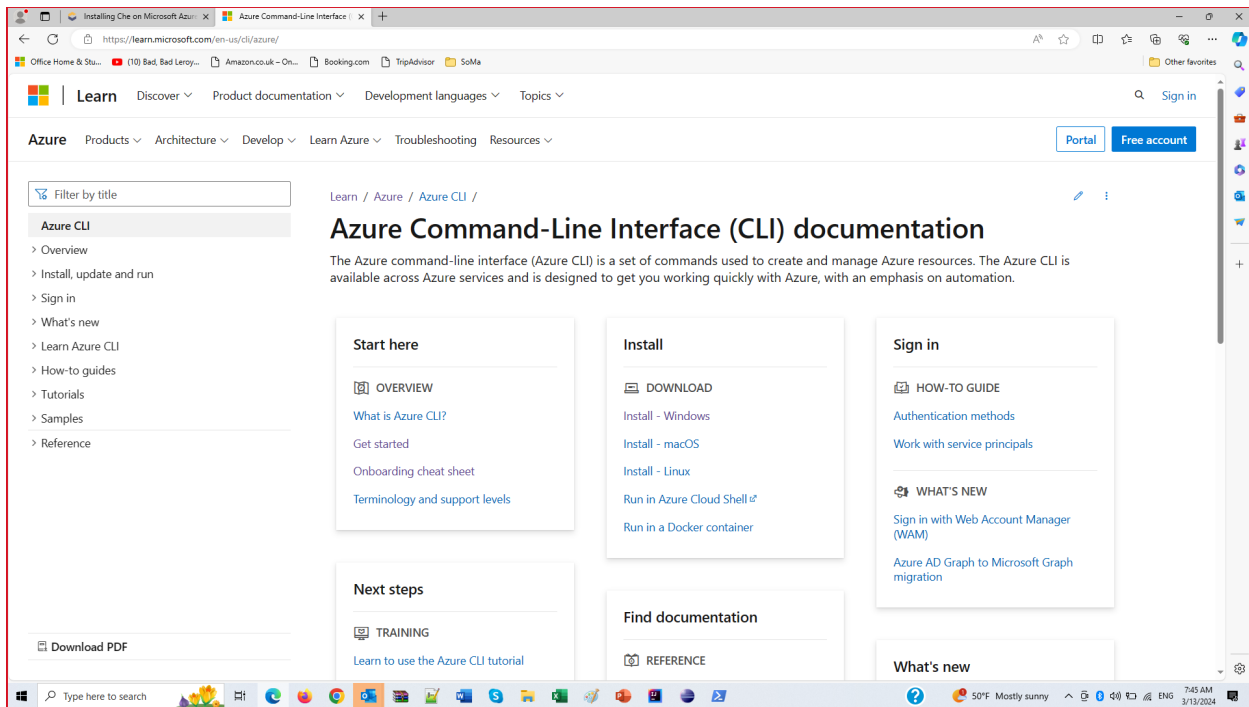 Installing Che on Microsoft Azur
Azure Command-Line Interface (
https://learn.microsoft.com/en-us/cli/azure/
Office Home & Stu...
(10) Bad, Bad Leroy...
Amazon.co.uk – On...
Booking.com
TripAdvisor
SoMa
Other favorites
Learn
Discover
Product documentation
Development languages
Topics
Sign in
Azure
Products
Architecture
Develop
Learn Azure
Troubleshooting
Resources
Portal
Free account
Filter by title
Azure CLI
Overview
Install, update and run
Sign in
What's new
Learn Azure CLI
How-to guides
Tutorials
Samples
Reference
Download PDF
Learn / Azure / Azure CLI /
Azure Command-Line Interface (CLI) documentation
The Azure command-line interface (Azure CLI) is a set of commands used to create and manage Azure resources. The Azure CLI is
available across Azure services and is designed to get you working quickly with Azure, with an emphasis on automation.
Start here
OVERVIEW
What is Azure CLI?
Get started
Onboarding cheat sheet
Terminology and support levels
Install
DOWNLOAD
Install - Windows
Install - macOS
Install - Linux
Run in Azure Cloud Shell
Run in a Docker container
Sign in
HOW-TO GUIDE
Authentication methods
Work with service principals
WHAT'S NEW
Sign in with Web Account Manager
(WAM)
Azure AD Graph to Microsoft Graph
migration
Next steps
TRAINING
Learn to use the Azure CLI tutorial
Find documentation
REFERENCE
What's new
Type here to search
50°F Mostly sunny
ENG
7:45 AM
3/13/2024